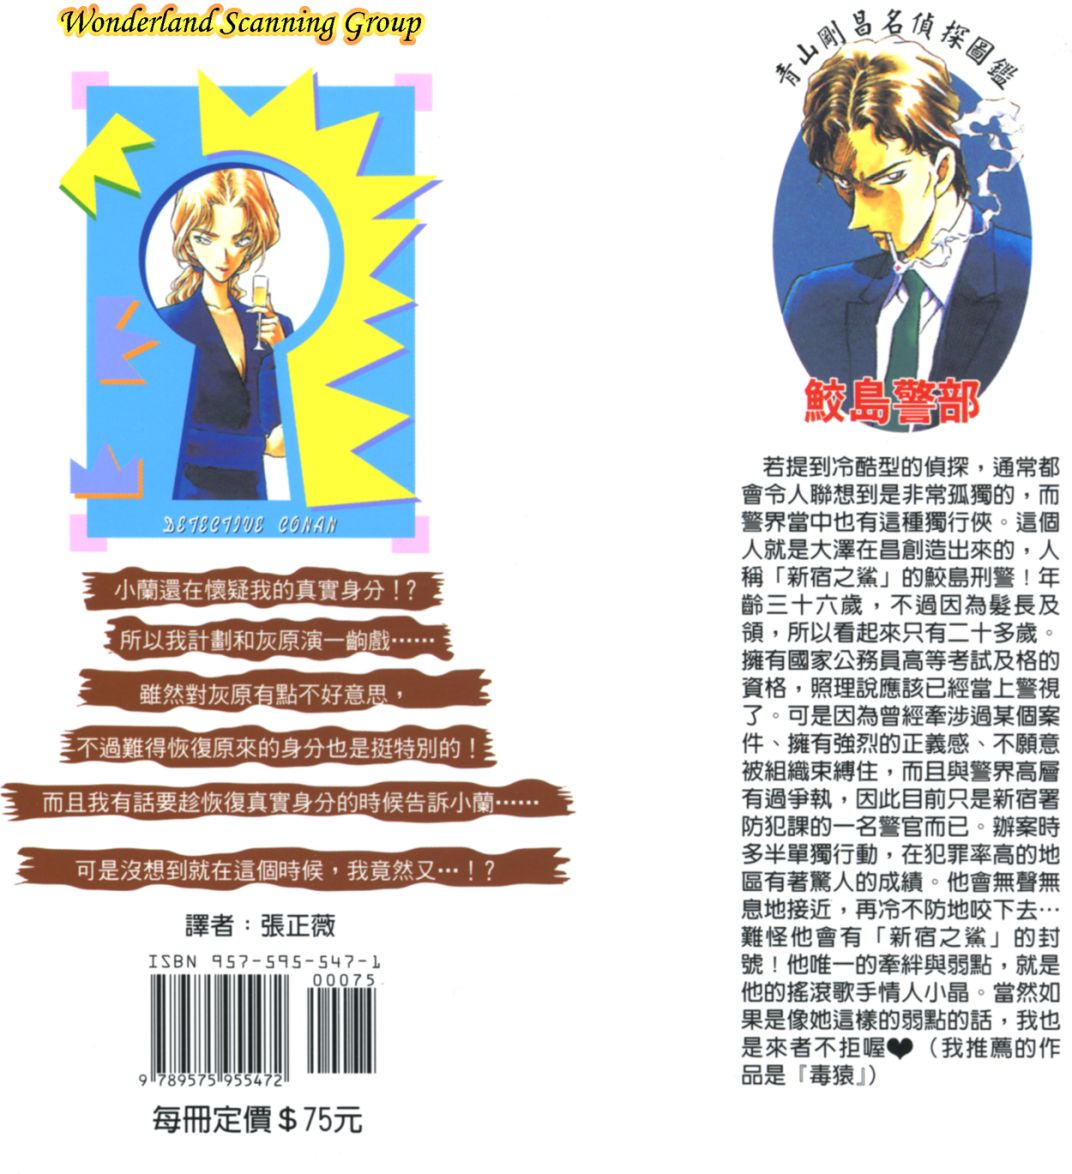 Wonderland Scanning Group
DETECTIVE CONAN
小蘭還在懷疑我的真實身分！?
所以我計劃和灰原演一齣戲……
雖然對灰原有點不好意思，
不過難得恢復原來的身分也是挺特別的！
而且我有話要趁恢復真實身分的時候告訴小蘭……
可是沒想到就在這個時候，我竟然又…！?
譯者：張正薇
ISBN 957-595-547-1
00075
9 789575 955472
每冊定價＄75元
青山剛昌名偵探圖鑑
鮫島警部
若提到冷酷型的偵探，通常都
會令人聯想到是非常孤獨的，而
警界當中也有這種獨行俠。這個
人就是大澤在昌創造出來的，人
稱「新宿之鯊」的鮫島刑警！年
齡三十六歲，不過因為髮長及
領，所以看起來只有二十多歲。
擁有國家公務員高等考試及格的
資格，照理說應該已經當上警視
了。可是因為曾經牽涉過某個案
件、擁有強烈的正義感、不願意
被組織束縛住，而且與警界高層
有過爭執，因此目前只是新宿署
防犯課的一名警官而已。辦案時
多半單獨行動，在犯罪率高的地
區有著驚人的成績。他會無聲無
息地接近，再冷不防地咬下去…
難怪他會有「新宿之鯊」的封
號！他唯一的牽絆與弱點，就是
他的搖滾歌手情人小晶。當然如
果是像她這樣的弱點的話，我也
是來者不拒喔♥（我推薦的作
品是『毒猿』）